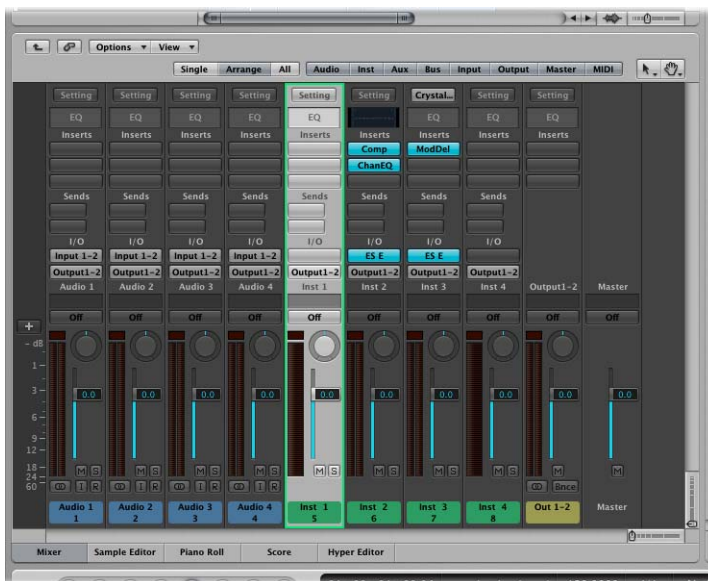 Options View
Single Arrange All Audio Inst Aux Bus Input Output Master MIDI
Setting Setting Setting Setting Setting Setting Crystal... Setting Setting
EQ EQ EQ EQ EQ EQ EQ EQ
Inserts Inserts Inserts Inserts Inserts Inserts Inserts Inserts Inserts
Comp ModDel
ChanEQ
Sends Sends Sends Sends Sends Sends Sends Sends
I/O I/O I/O I/O I/O I/O I/O I/O
Input 1-2 Input 1-2 Input 1-2 Input 1-2 ES E ES E
Output1-2 Output1-2 Output1-2 Output1-2 Output1-2 Output1-2 Output1-2 Output1-2
Audio 1 Audio 2 Audio 3 Audio 4 Inst 1 Inst 2 Inst 3 Inst 4 Output1-2 Master
Off Off Off Off Off Off Off Off Off Off
+
- dB
1 -
3 - 0.0 0.0 0.0 0.0 0.0 0.0 0.0 0.0 0.0 0.0
6 -
9 -
12 -
18 - M S M S M S M S M S M S M S M S M M
24 -
60 I R I R I R I R Bnce
Audio 1 Audio 2 Audio 3 Audio 4 Inst 1 Inst 2 Inst 3 Inst 4 Out 1-2 Master
1 2 3 4 5 6 7 8
Mixer Sample Editor Piano Roll Score Hyper Editor